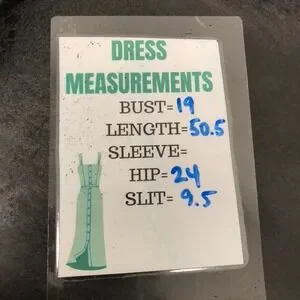 DRESS
MEASUREMENTS
BUST=19
LENGTH=50.5
SLEEVE=
HIP=24
SLIT=9.5